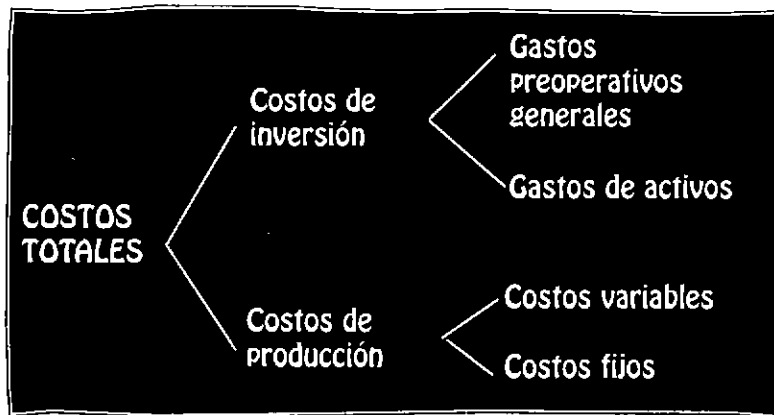 Gastos
preoperativos
generales
Costos de
inversión
Gastos de activos
COSTOS
TOTALES
Costos variables
Costos de
producción
Costos fijos